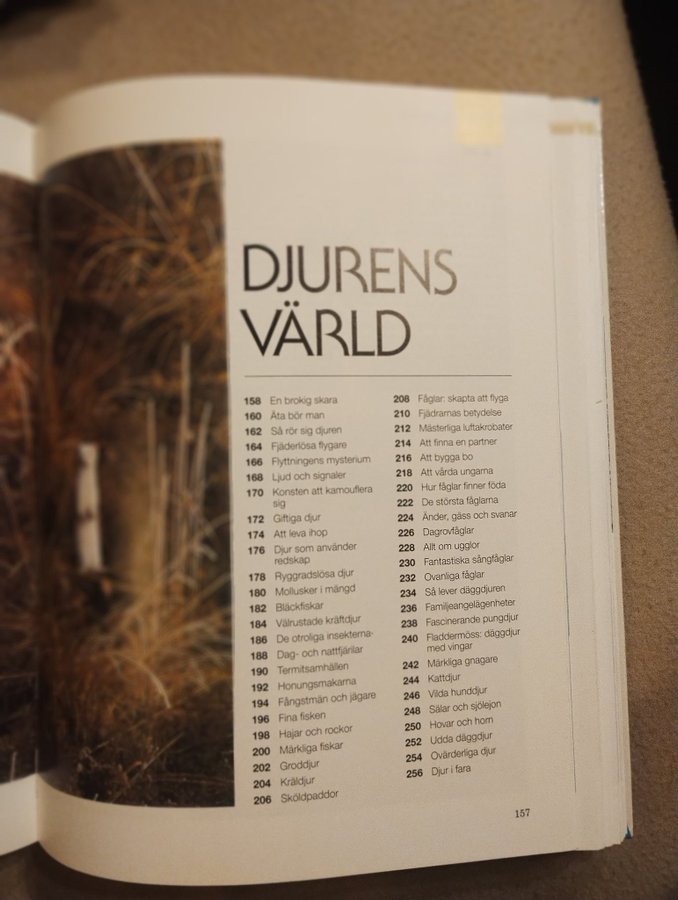 DJURENS
VÄRLD
158 En brokig skara
160 Äta bör man
162 Så rör sig djuren
164 Fjäderlösa flygare
166 Flyttningens mysterium
168 Ljud och signaler
170 Konsten att kamouflera
sig
172 Giftiga djur
174 Att leva ihop
176 Djur som använder
redskap
178 Ryggradslösa djur
180 Mollusker i mängd
182 Bläckfiskar
184 Välrustade kräftdjur
186 De otroliga insekterna
188 Dag- och nattfjärilar
190 Termitsamhällen
192 Honungsmakarna
194 Fångstmän och jägare
196 Fina fisken
198 Hajar och rockor
200 Märkliga fiskar
202 Groddjur
204 Kräldjur
206 Sköldpaddor
208 Fåglar: skapta att flyga
210 Fjädrarnas betydelse
212 Mästerliga luftakrobater
214 Att finna en partner
216 Att bygga bo
218 Att vårda ungarna
220 Hur fåglar finner föda
222 De största fåglarna
224 Änder, gäss och svanar
226 Dagrovfåglar
228 Allt om ugglor
230 Fantastiska sångfåglar
232 Ovanliga fåglar
234 Så lever däggdjuren
236 Familjeangelägenheter
238 Fascinerande pungdjur
240 Fladdermöss: däggdjur
med vingar
242 Märkliga gnagare
244 Kattdjur
246 Vilda hunddjur
248 Sälar och sjölejon
250 Hovar och horn
252 Udda däggdjur
254 Ovärderliga djur
256 Djur i fara
157